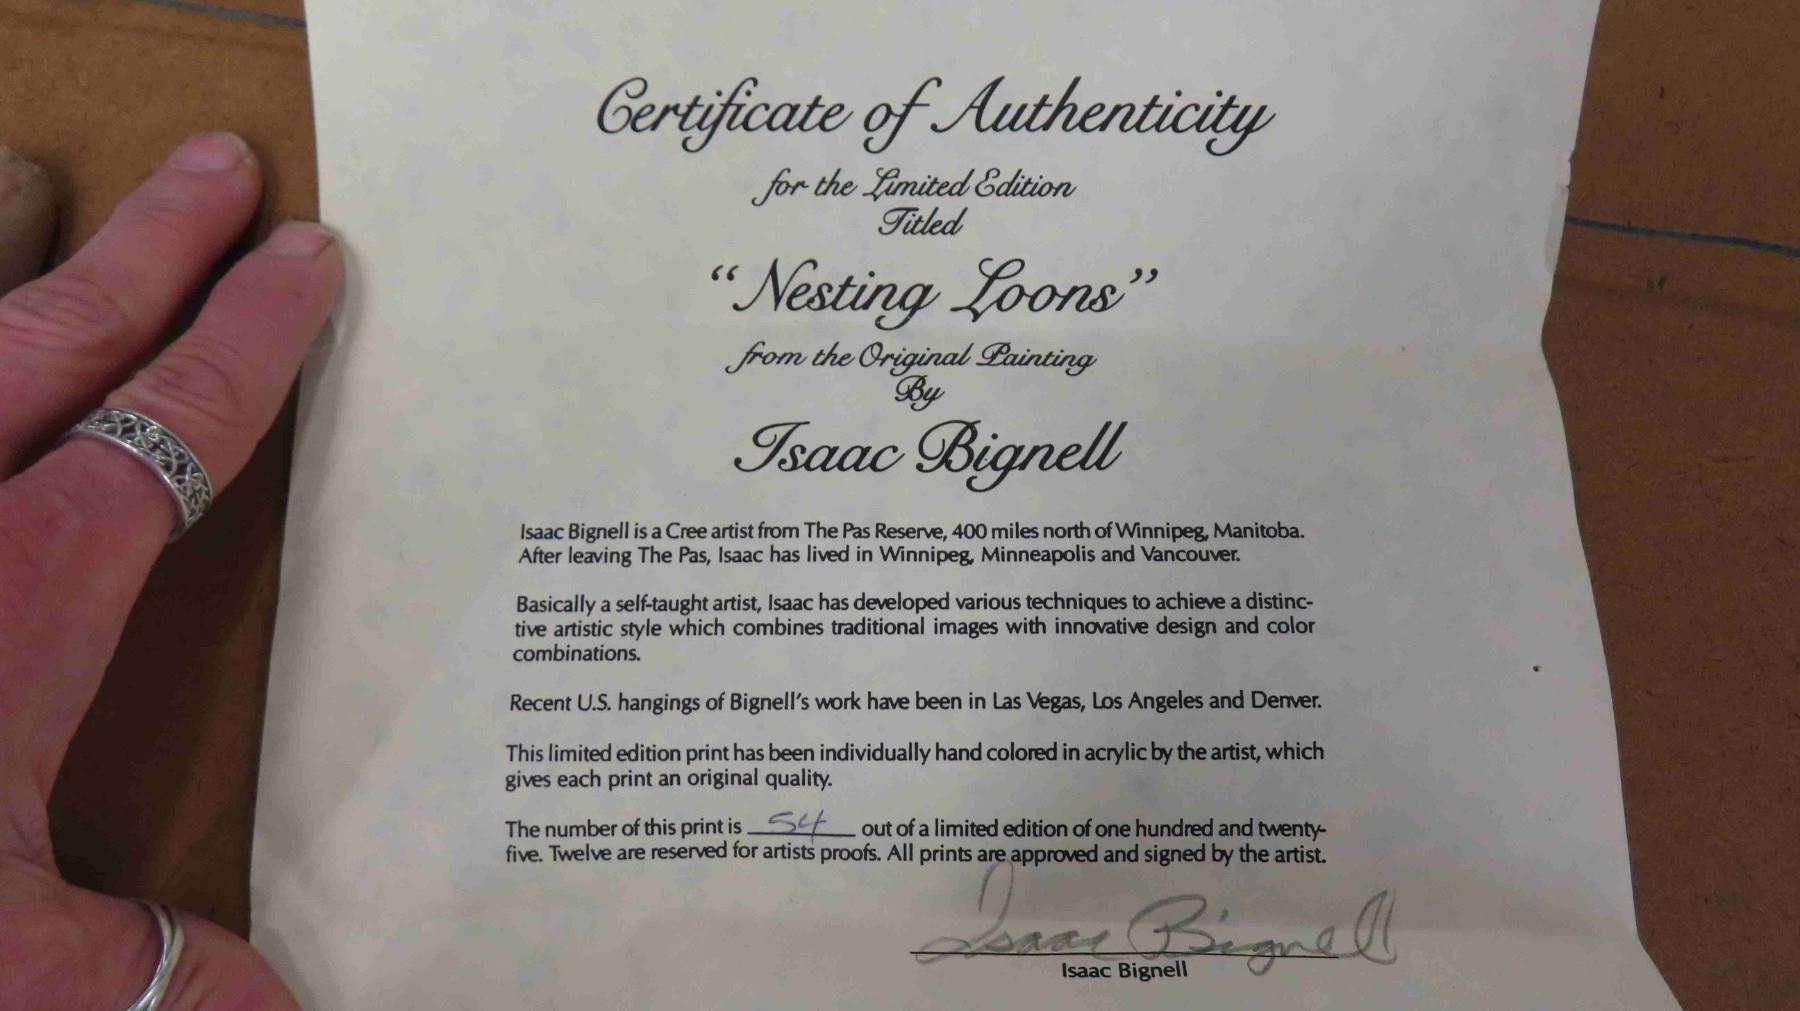 Certificate of Authenticity
for the Limited Edition
Titled
“Nesting Loons”
from the Original Painting
By
Isaac Bignell
Isaac Bignell is a Cree artist from The Pas Reserve, 400 miles north of Winnipeg, Manitoba.
After leaving The Pas, Isaac has lived in Winnipeg, Minneapolis and Vancouver.
Basically a self-taught artist, Isaac has developed various techniques to achieve a distinc-
tive artistic style which combines traditional images with innovative design and color
combinations.
Recent U.S. hangings of Bignell's work have been in Las Vegas, Los Angeles and Denver.
This limited edition print has been individually hand colored in acrylic by the artist, which
gives each print an original quality.
The number of this print is 54 out of a limited edition of one hundred and twenty-
five. Twelve are reserved for artists proofs. All prints are approved and signed by the artist.
Isaac Bignell
Isaac Bignell